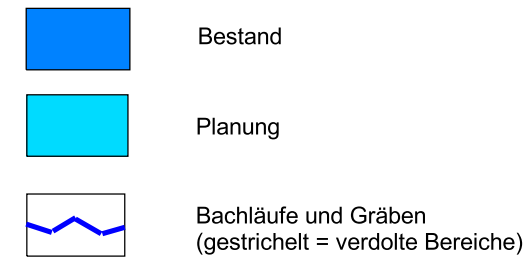 Bestand
Planung
Bachläufe und Gräben
(gestrichelt = verdolte Bereiche)